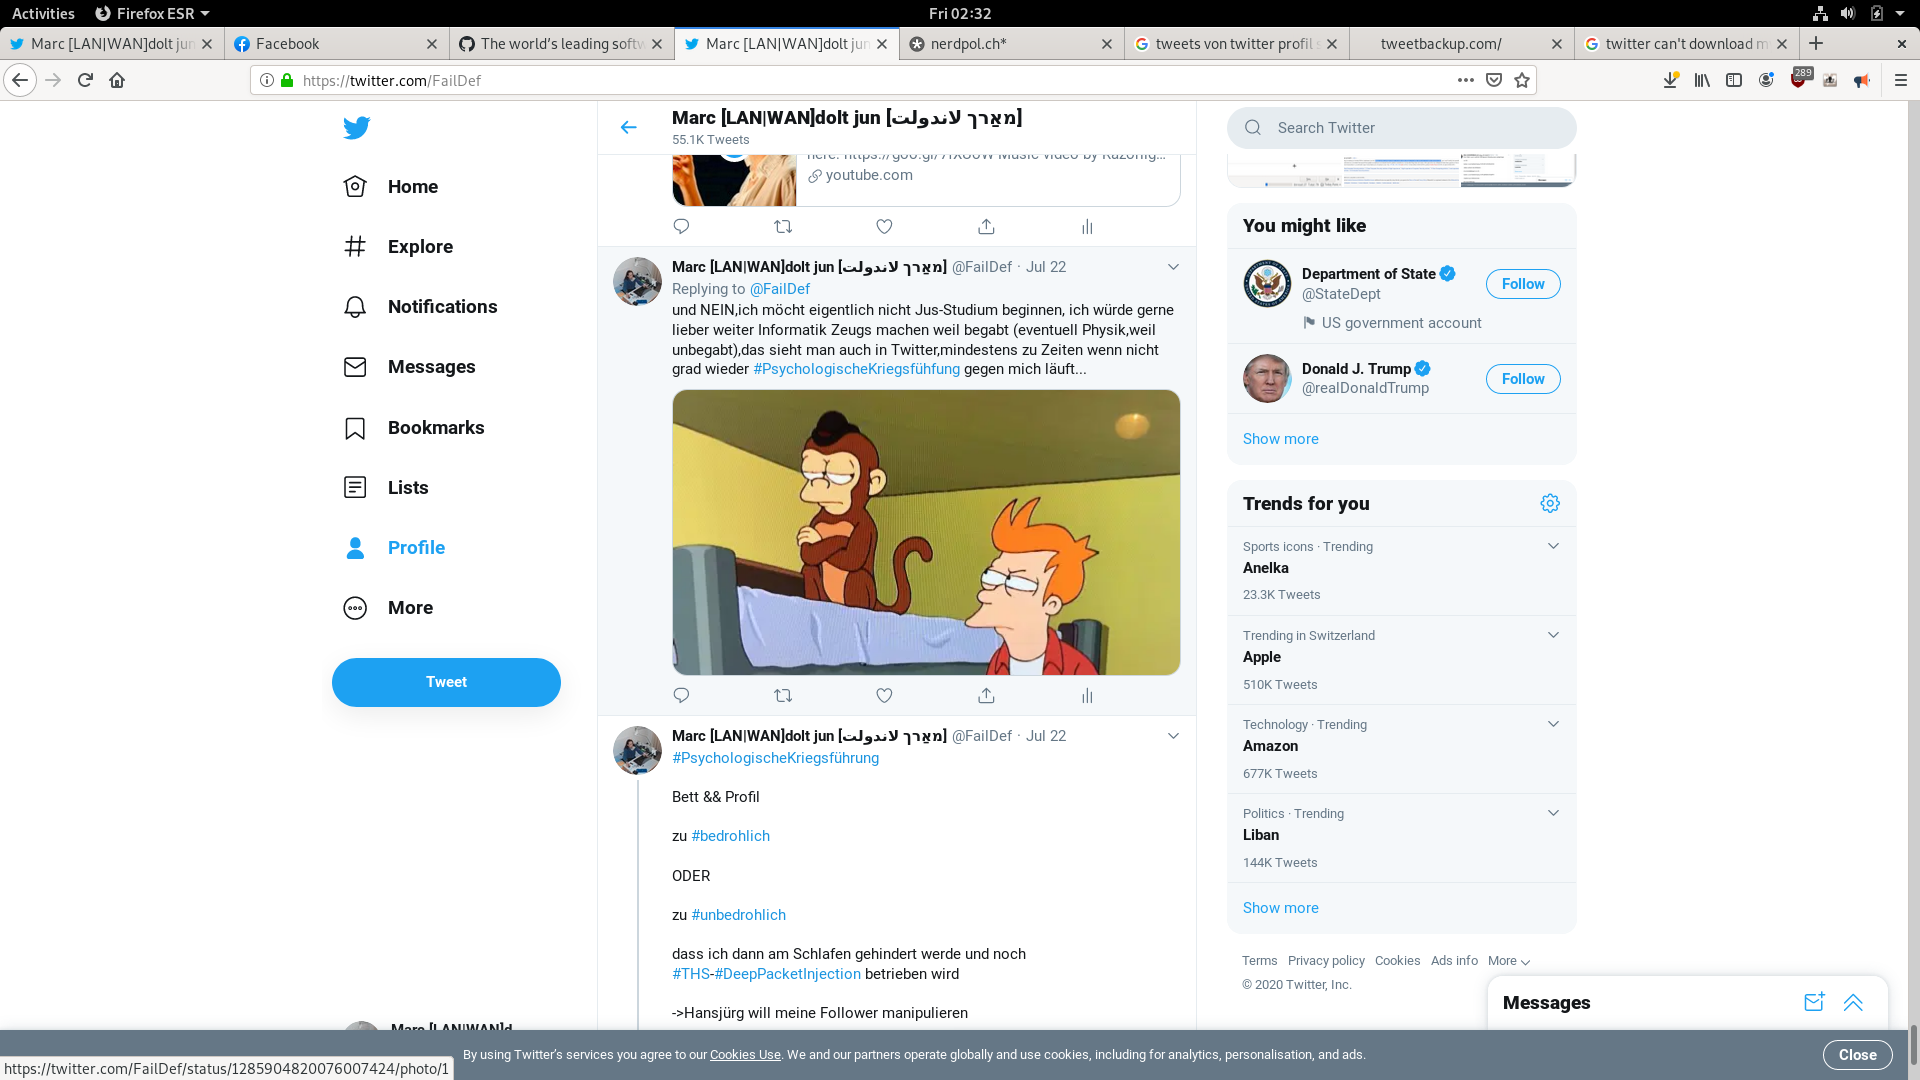 Activities
Firefox ESR
Fri 02:32
Marc [LAN|WAN]dolt jun
Facebook
The world's leading softw
Marc [LAN|WAN]dolt jun
nerdpol.ch*
tweets von twitter profil s
tweetbackup.com/
twitter can't download m
https://twitter.com/FailDef
289
Marc [LAN|WAN]dolt jun [מאַרך לאנדולת]
55.1K Tweets
youtube.com
Home
Explore
Notifications
Messages
Bookmarks
Lists
Profile
More
Tweet
Marc [LAN|WAN]dolt jun [מאַרך לאנדולת] @FailDef · Jul 22
Replying to @FailDef
und NEIN,ich möcht eigentlich nicht Jus-Studium beginnen, ich würde gerne
lieber weiter Informatik Zeugs machen weil begabt (eventuell Physik,weil
unbegabt),das sieht man auch in Twitter,mindestens zu Zeiten wenn nicht
grad wieder #PsychologischeKriegsfühfung gegen mich läuft...
Marc [LAN|WAN]dolt jun [מאַרך לאנדולת] @FailDef · Jul 22
#PsychologischeKriegsführung
Bett && Profil
zu #bedrohlich
ODER
zu #unbedrohlich
dass ich dann am Schlafen gehindert werde und noch
#THS-#DeepPacketInjection betrieben wird
->Hansjürg will meine Follower manipulieren
Search Twitter
You might like
Department of State
@StateDept
US government account
Follow
Donald J. Trump
@realDonaldTrump
Follow
Show more
Trends for you
Sports icons · Trending
Anelka
23.3K Tweets
Trending in Switzerland
Apple
510K Tweets
Technology · Trending
Amazon
677K Tweets
Politics · Trending
Liban
144K Tweets
Show more
Terms Privacy policy Cookies Ads info More
© 2020 Twitter, Inc.
Messages
Marc [LAN|WAN]d
By using Twitter's services you agree to our Cookies Use. We and our partners operate globally and use cookies, including for analytics, personalisation, and ads.
Close
https://twitter.com/FailDef/status/1285904820076007424/photo/1